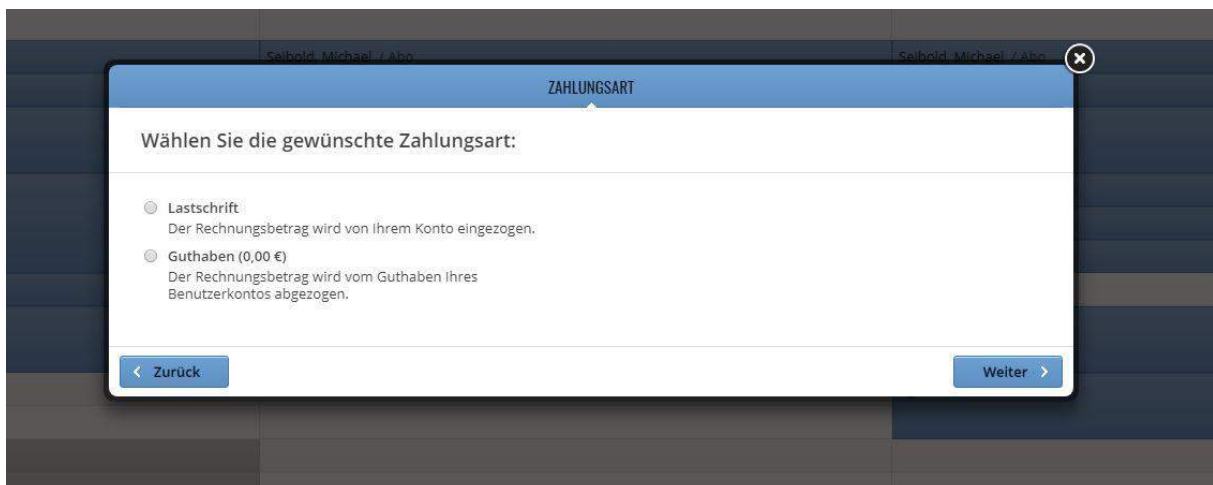 Seibold, Michael / Abo
Seibold, Michael / Abo
ZAHLUNGSART
Wählen Sie die gewünschte Zahlungsart:
Lastschrift
Der Rechnungsbetrag wird von Ihrem Konto eingezogen.
Guthaben (0,00 €)
Der Rechnungsbetrag wird vom Guthaben Ihres
Benutzerkontos abgezogen.
Zurück
Weiter